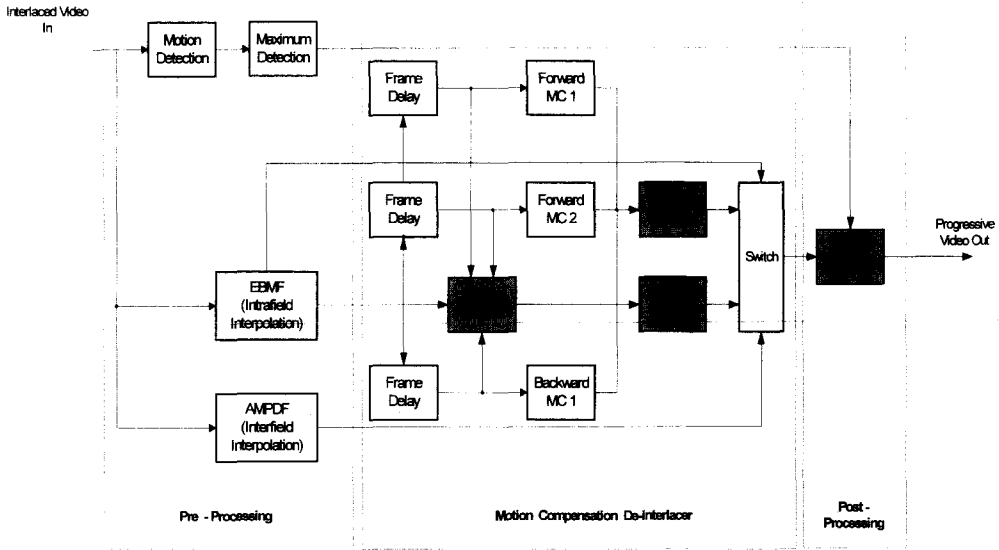 Interlaced Video
In
Motion
Detection
Maximum
Detection
Frame
Delay
Forward
MC 1
Frame
Delay
Forward
MC 2
Switch
Progressive
Video Out
EBMF
(Intrafield
Interpolation)
Frame
Delay
Backward
MC 1
AMPDF
(Interfield
Interpolation)
Pre - Processing
Motion Compensation De-interlacer
Post -
Processing